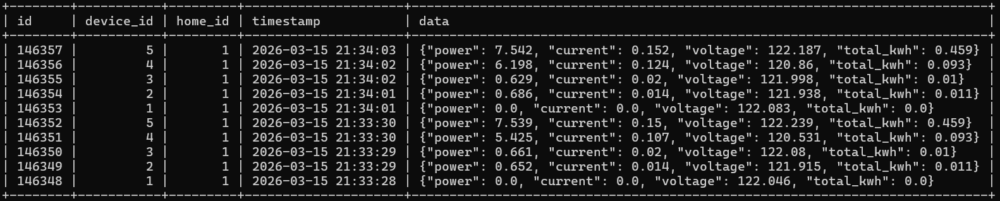 +--------+-----------+---------+---------------------+----------------------------------------------------------------------------+
| id     | device_id | home_id | timestamp           | data                                                                       |
+--------+-----------+---------+---------------------+----------------------------------------------------------------------------+
| 146357 |         5 |       1 | 2026-03-15 21:34:03 | {"power": 7.542, "current": 0.152, "voltage": 122.187, "total_kwh": 0.459} |
| 146356 |         4 |       1 | 2026-03-15 21:34:02 | {"power": 6.198, "current": 0.124, "voltage": 120.86, "total_kwh": 0.093}  |
| 146355 |         3 |       1 | 2026-03-15 21:34:02 | {"power": 0.629, "current": 0.02, "voltage": 121.998, "total_kwh": 0.01}   |
| 146354 |         2 |       1 | 2026-03-15 21:34:01 | {"power": 0.686, "current": 0.014, "voltage": 121.938, "total_kwh": 0.011} |
| 146353 |         1 |       1 | 2026-03-15 21:34:01 | {"power": 0.0, "current": 0.0, "voltage": 122.083, "total_kwh": 0.0}       |
| 146352 |         5 |       1 | 2026-03-15 21:33:30 | {"power": 7.539, "current": 0.15, "voltage": 122.239, "total_kwh": 0.459}  |
| 146351 |         4 |       1 | 2026-03-15 21:33:30 | {"power": 5.425, "current": 0.107, "voltage": 120.531, "total_kwh": 0.093} |
| 146350 |         3 |       1 | 2026-03-15 21:33:29 | {"power": 0.661, "current": 0.02, "voltage": 122.08, "total_kwh": 0.01}    |
| 146349 |         2 |       1 | 2026-03-15 21:33:29 | {"power": 0.652, "current": 0.014, "voltage": 121.915, "total_kwh": 0.011} |
| 146348 |         1 |       1 | 2026-03-15 21:33:28 | {"power": 0.0, "current": 0.0, "voltage": 122.046, "total_kwh": 0.0}       |
+--------+-----------+---------+---------------------+----------------------------------------------------------------------------+